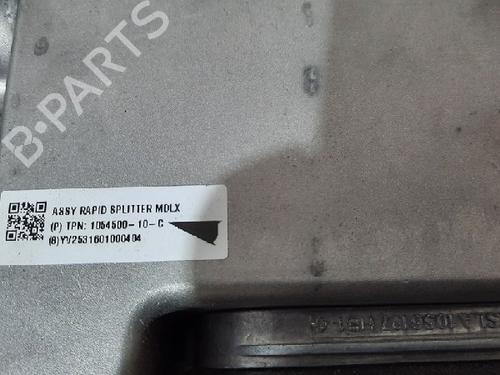 B-PARTS
ASSY RAPID SPLITTER MDLX
(P) TPN: 1054500-10-C
(S)YV2531601000404